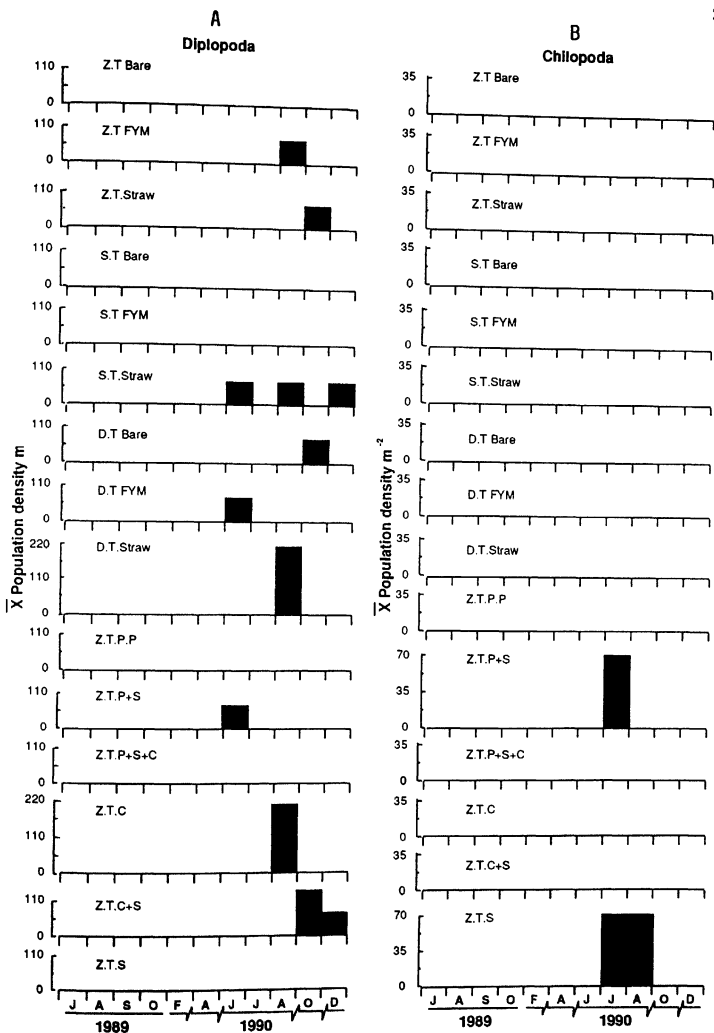 A
Diplopoda
X Population density m
110
0
Z.T Bare
110
0
Z.T FYM
110
0
Z.T.Straw
110
0
S.T Bare
110
0
S.T FYM
110
0
S.T.Straw
110
0
D.T Bare
110
0
D.T FYM
220
110
0
D.T.Straw
110
0
Z.T.P.P
110
0
Z.T.P+S
110
0
Z.T.P+S+C
220
110
0
Z.T.C
110
0
Z.T.C+S
110
0
Z.T.S
J A S O F A J J A O D
1989 1990
B
Chilopoda
X Population density m-2
35
0
Z.T Bare
35
0
Z.T FYM
35
0
Z.T.Straw
35
0
S.T Bare
35
0
S.T FYM
35
0
S.T.Straw
35
0
D.T Bare
35
0
D.T FYM
35
0
D.T.Straw
35
0
Z.T.P.P
70
35
0
Z.T.P+S
35
0
Z.T.P+S+C
35
0
Z.T.C
35
0
Z.T.C+S
70
35
0
Z.T.S
J A S O F A J J A O D
1989 1990